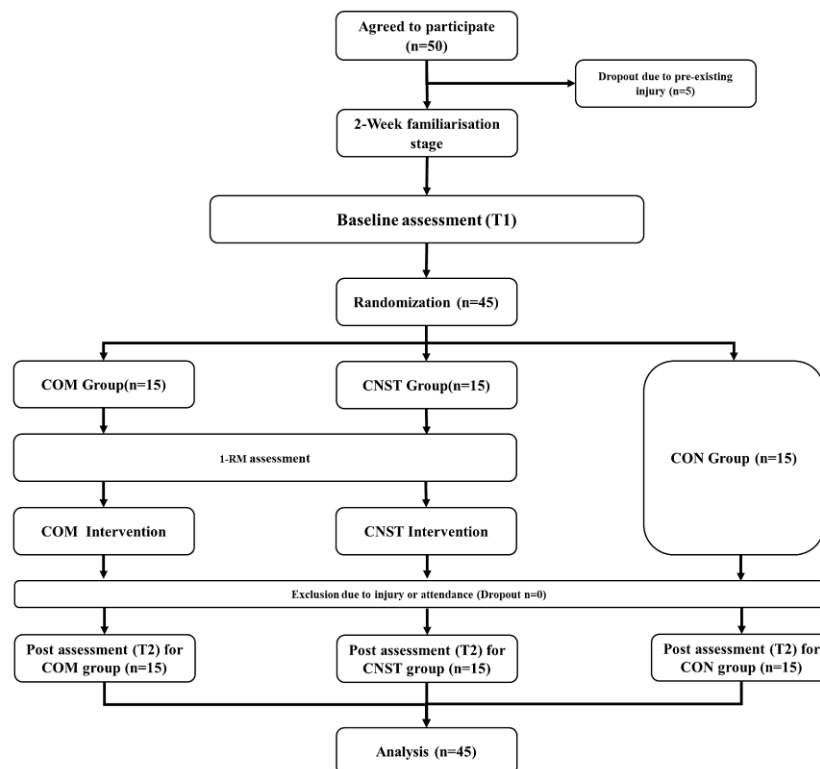 Agreed to participate
(n=50)
Dropout due to pre-existing
injury (n=5)
2-Week familiarisation
stage
Baseline assessment (T1)
Randomization (n=45)
COM Group(n=15)
CNST Group(n=15)
CON Group (n=15)
1-RM assessment
COM Intervention
CNST Intervention
Exclusion due to injury or attendance (Dropout n=0)
Post assessment (T2) for
COM group (n=15)
Post assessment (T2) for
CNST group (n=15)
Post assessment (T2) for
CON group (n=15)
Analysis (n=45)